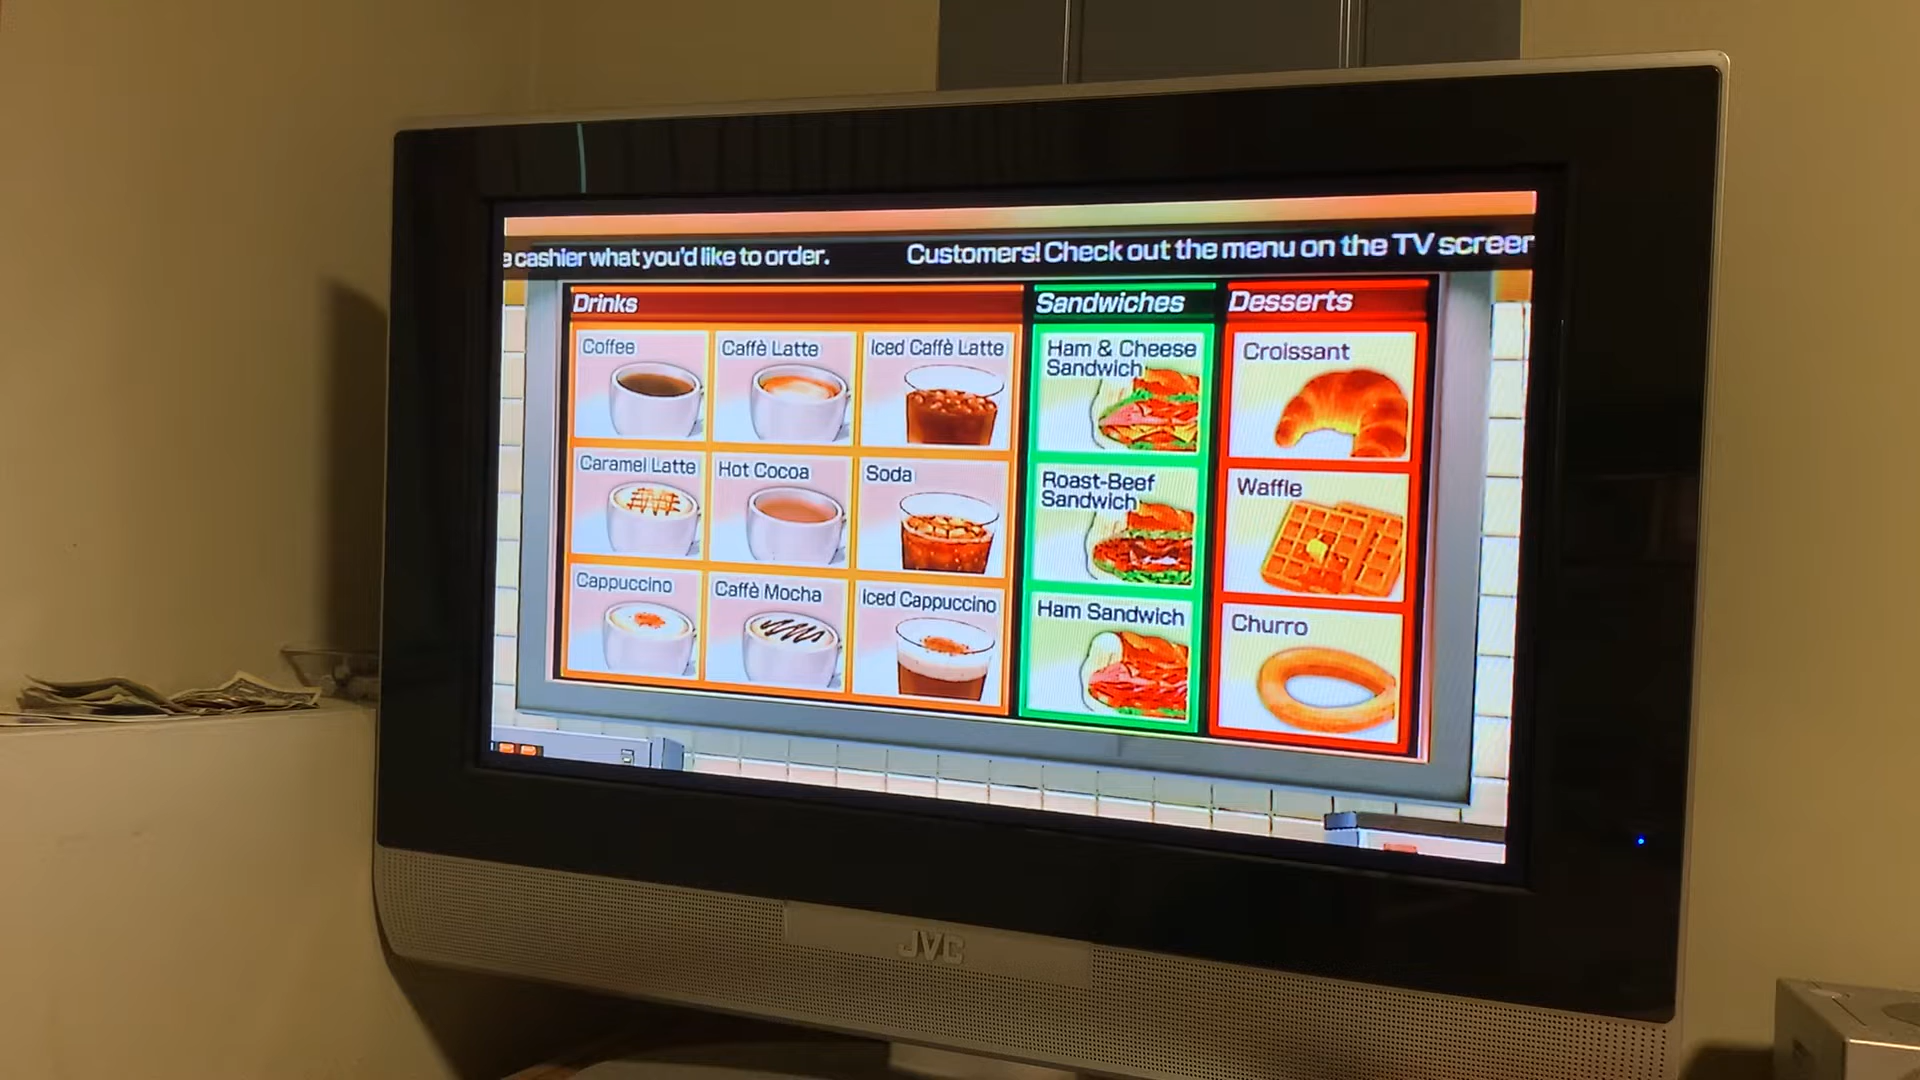 e cashier what you'd like to order. Customers! Check out the menu on the TV screen
Drinks
Coffee
Caffè Latte
Iced Caffè Latte
Caramel Latte
Hot Cocoa
Soda
Cappuccino
Caffè Mocha
Iced Cappuccino
Sandwiches
Ham & Cheese
Sandwich
Roast-Beef
Sandwich
Ham Sandwich
Desserts
Croissant
Waffle
Churro
JVC